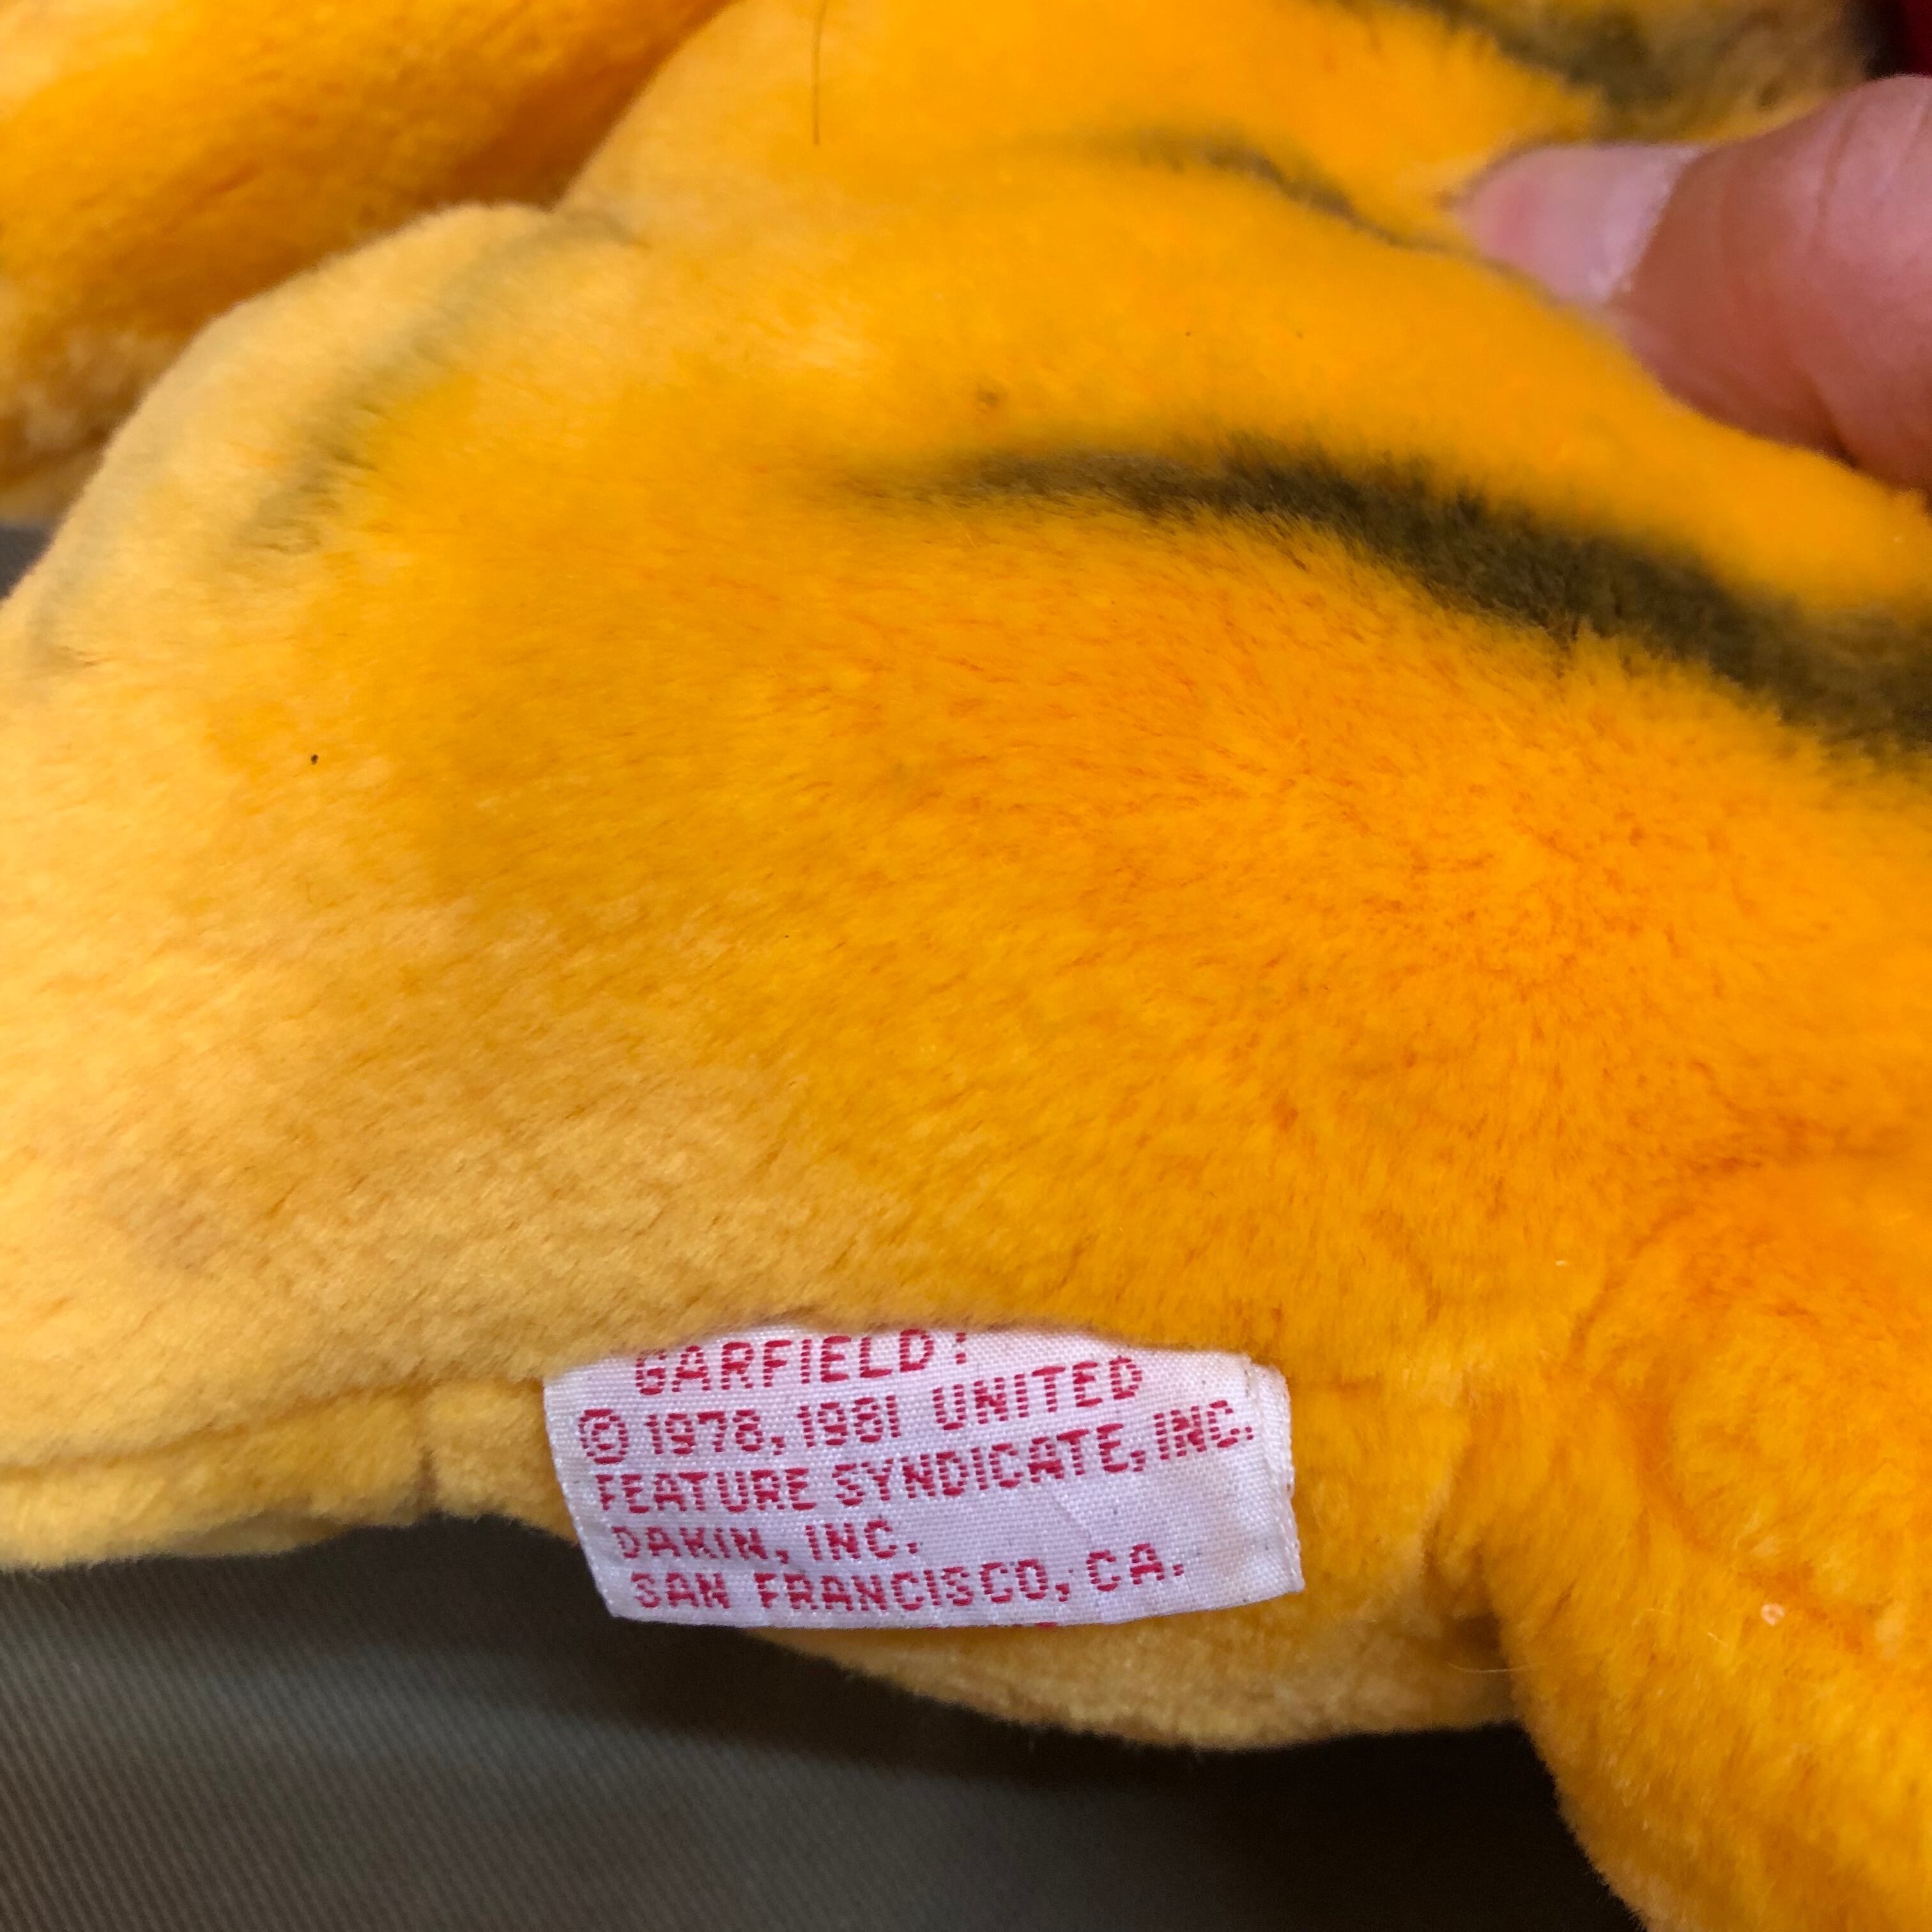 GARFIELD:
© 1978, 1981 UNITED
FEATURE SYNDICATE, INC.
DAKIN, INC.
SAN FRANCISCO, CA.